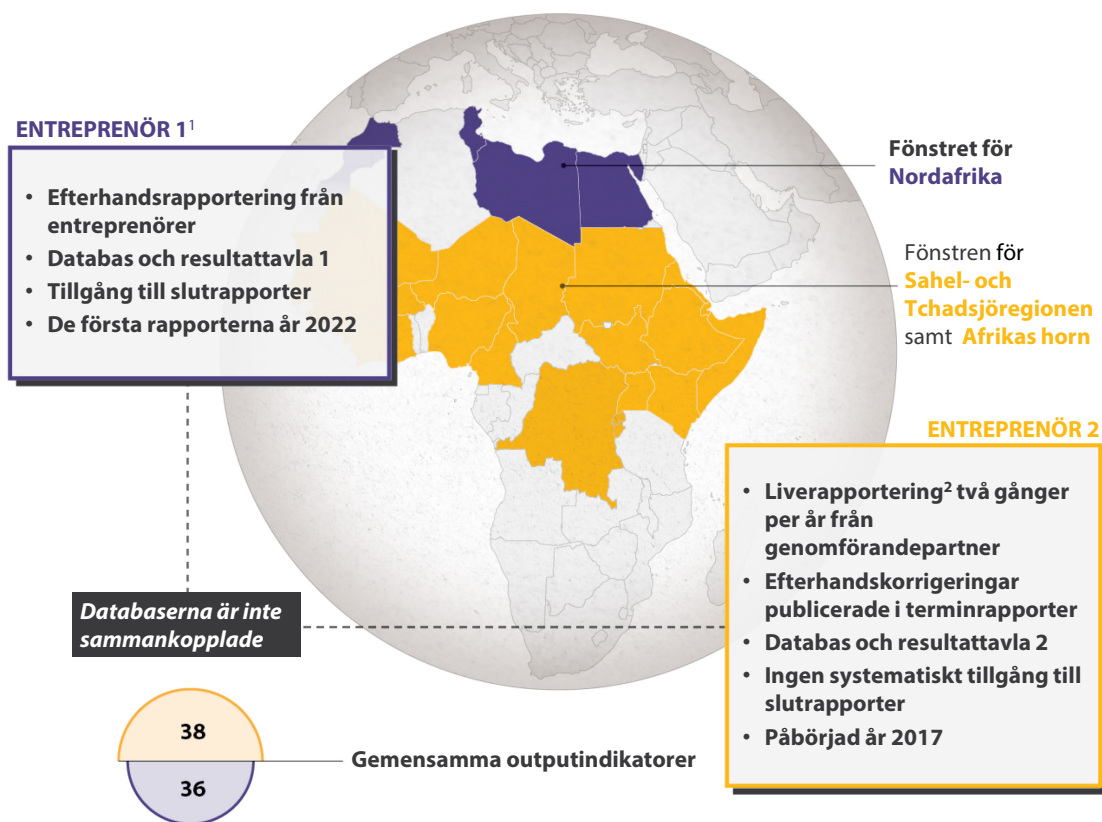 ENTREPRENÖR 1¹
• Efterhandsrapportering från
entreprenörer
• Databas och resultattavla 1
• Tillgång till slutrapporter
• De första rapporterna år 2022
Fönstret för
Nordafrika
Fönstren för
Sahel- och
Tchadsjöregionen
samt Afrikas horn
ENTREPRENÖR 2
• Liverapportering² två gånger
per år från
genomförandepartner
• Efterhandskorrigeringar
publicerade i terminrapporter
• Databas och resultattavla 2
• Ingen systematiskt tillgång till
slutrapporter
• Påbörjad år 2017
Databaserna är inte
sammankopplade
38
36
Gemensamma outputindikatorer